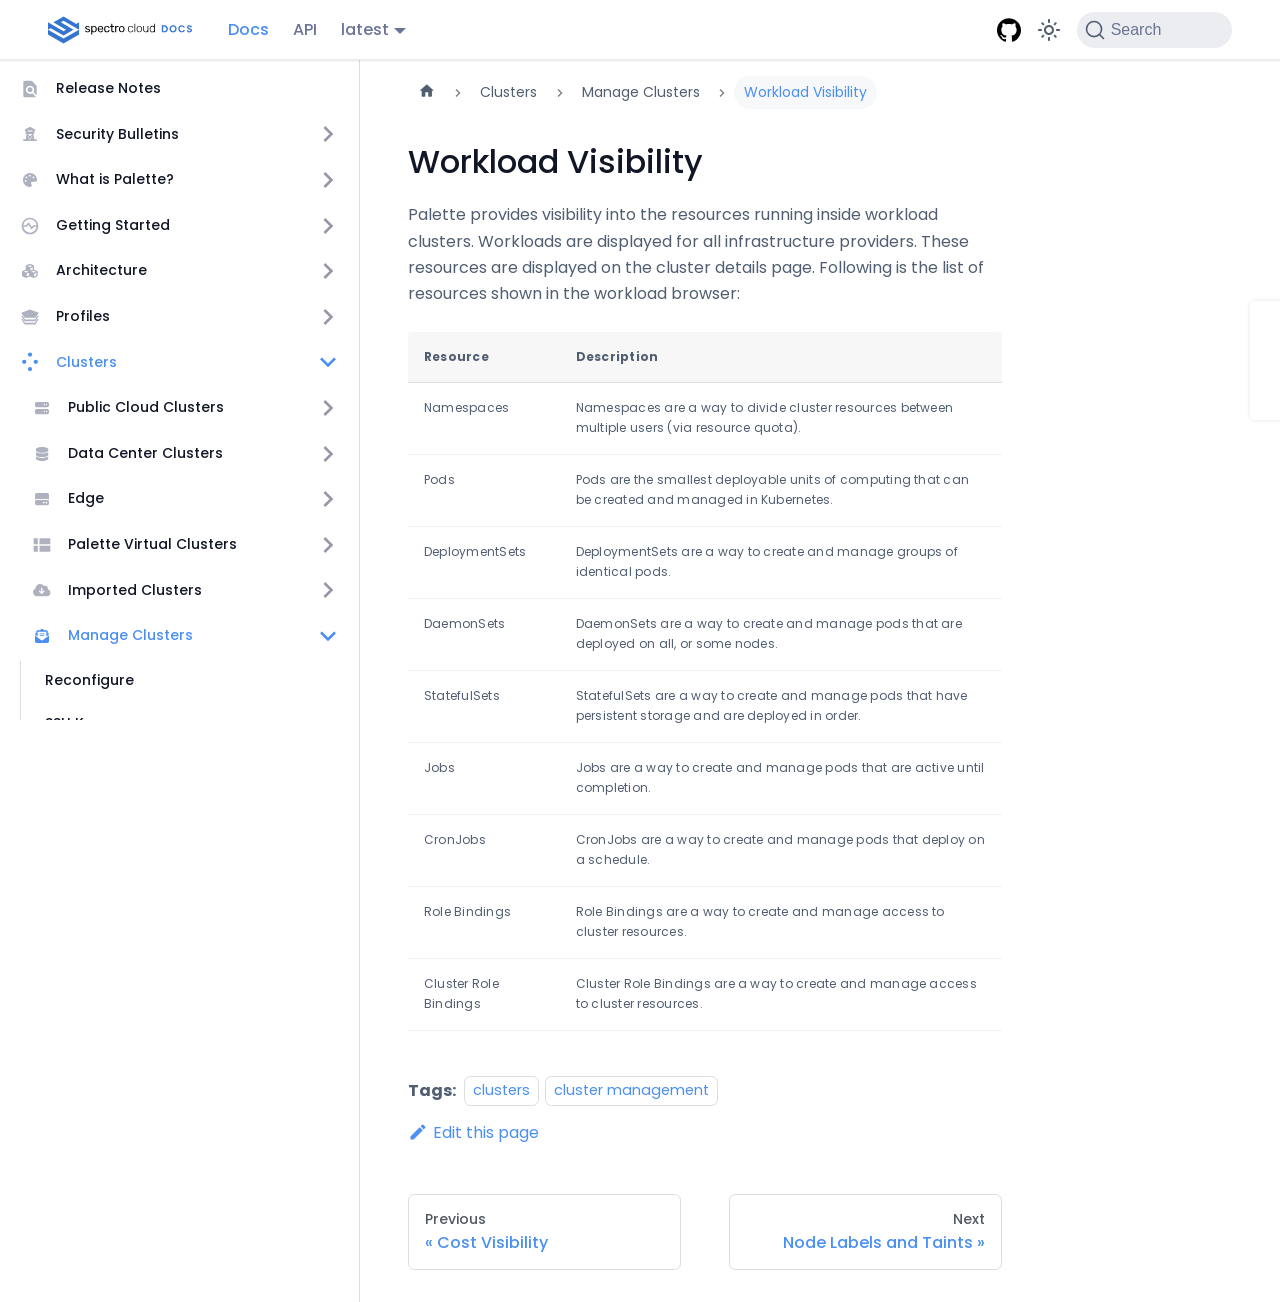 spectro cloud DOCS Docs API latest Search
Release Notes
Security Bulletins
What is Palette?
Getting Started
Architecture
Profiles
Clusters
Public Cloud Clusters
Data Center Clusters
Edge
Palette Virtual Clusters
Imported Clusters
Manage Clusters
Reconfigure
Clusters Manage Clusters Workload Visibility
Workload Visibility
Palette provides visibility into the resources running inside workload
clusters. Workloads are displayed for all infrastructure providers. These
resources are displayed on the cluster details page. Following is the list of
resources shown in the workload browser:
Resource Description
Namespaces Namespaces are a way to divide cluster resources between
multiple users (via resource quota).
Pods Pods are the smallest deployable units of computing that can
be created and managed in Kubernetes.
DeploymentSets DeploymentSets are a way to create and manage groups of
identical pods.
DaemonSets DaemonSets are a way to create and manage pods that are
deployed on all, or some nodes.
StatefulSets StatefulSets are a way to create and manage pods that have
persistent storage and are deployed in order.
Jobs Jobs are a way to create and manage pods that are active until
completion.
CronJobs CronJobs are a way to create and manage pods that deploy on
a schedule.
Role Bindings Role Bindings are a way to create and manage access to
cluster resources.
Cluster Role Cluster Role Bindings are a way to create and manage access
Bindings to cluster resources.
Tags: clusters cluster management
Edit this page
Previous Next
« Cost Visibility Node Labels and Taints »